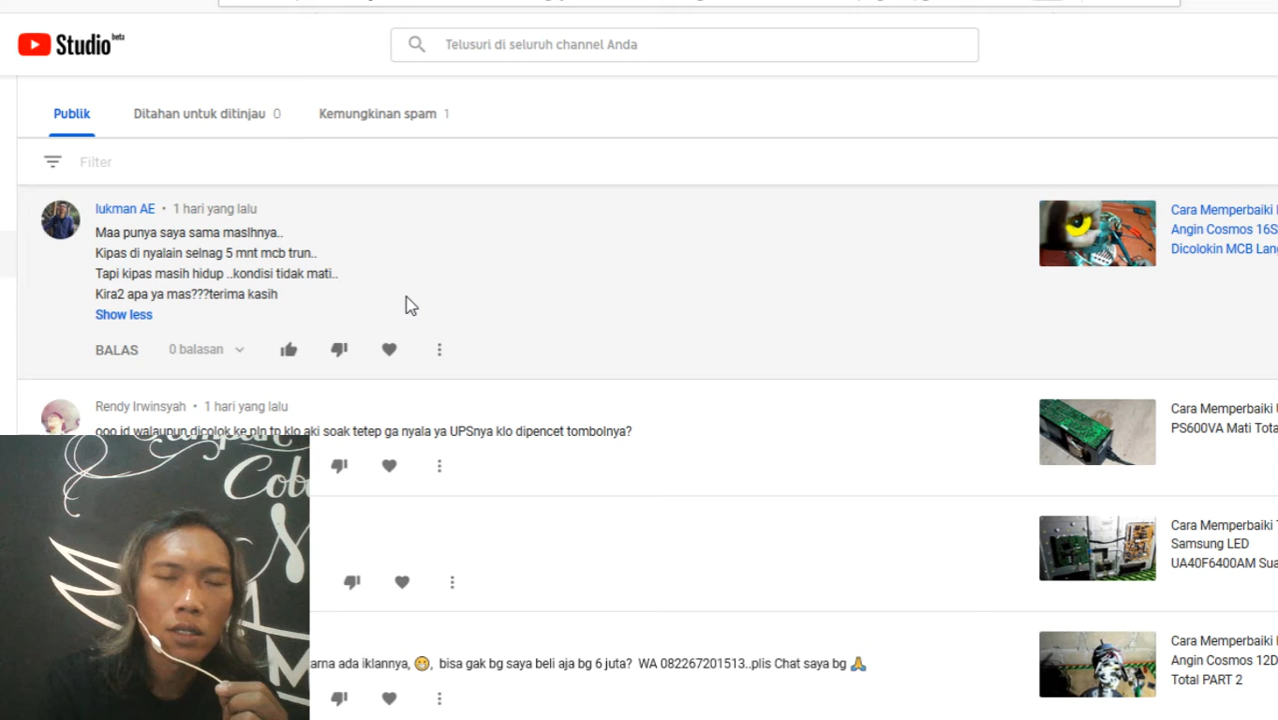 Studio beta
Telusuri di seluruh channel Anda
Publik
Ditahan untuk ditinjau 0
Kemungkinan spam 1
Filter
lukman AE • 1 hari yang lalu
Maa punya saya sama maslhnya..
Kipas di nyalain selnag 5 mnt mcb trun..
Tapi kipas masih hidup ..kondisi tidak mati..
Kira2 apa ya mas???terima kasih
Show less
BALAS 0 balasan
Cara Memperbaiki
Angin Cosmos 16S
Dicolokin MCB Lang
Rendy Irwinsyah • 1 hari yang lalu
ooo jd walaupun dicolok ke pln tp klo aki soak tetep ga nyala ya UPSnya klo dipencet tombolnya?
Cara Memperbaiki
PS600VA Mati Tota
Cara Memperbaiki
Samsung LED
UA40F6400AM Sua
arna ada iklannya, 😁, bisa gak bg saya beli aja bg 6 juta? WA 082267201513..plis Chat saya bg 🙏
Cara Memperbaiki
Angin Cosmos 12D
Total PART 2